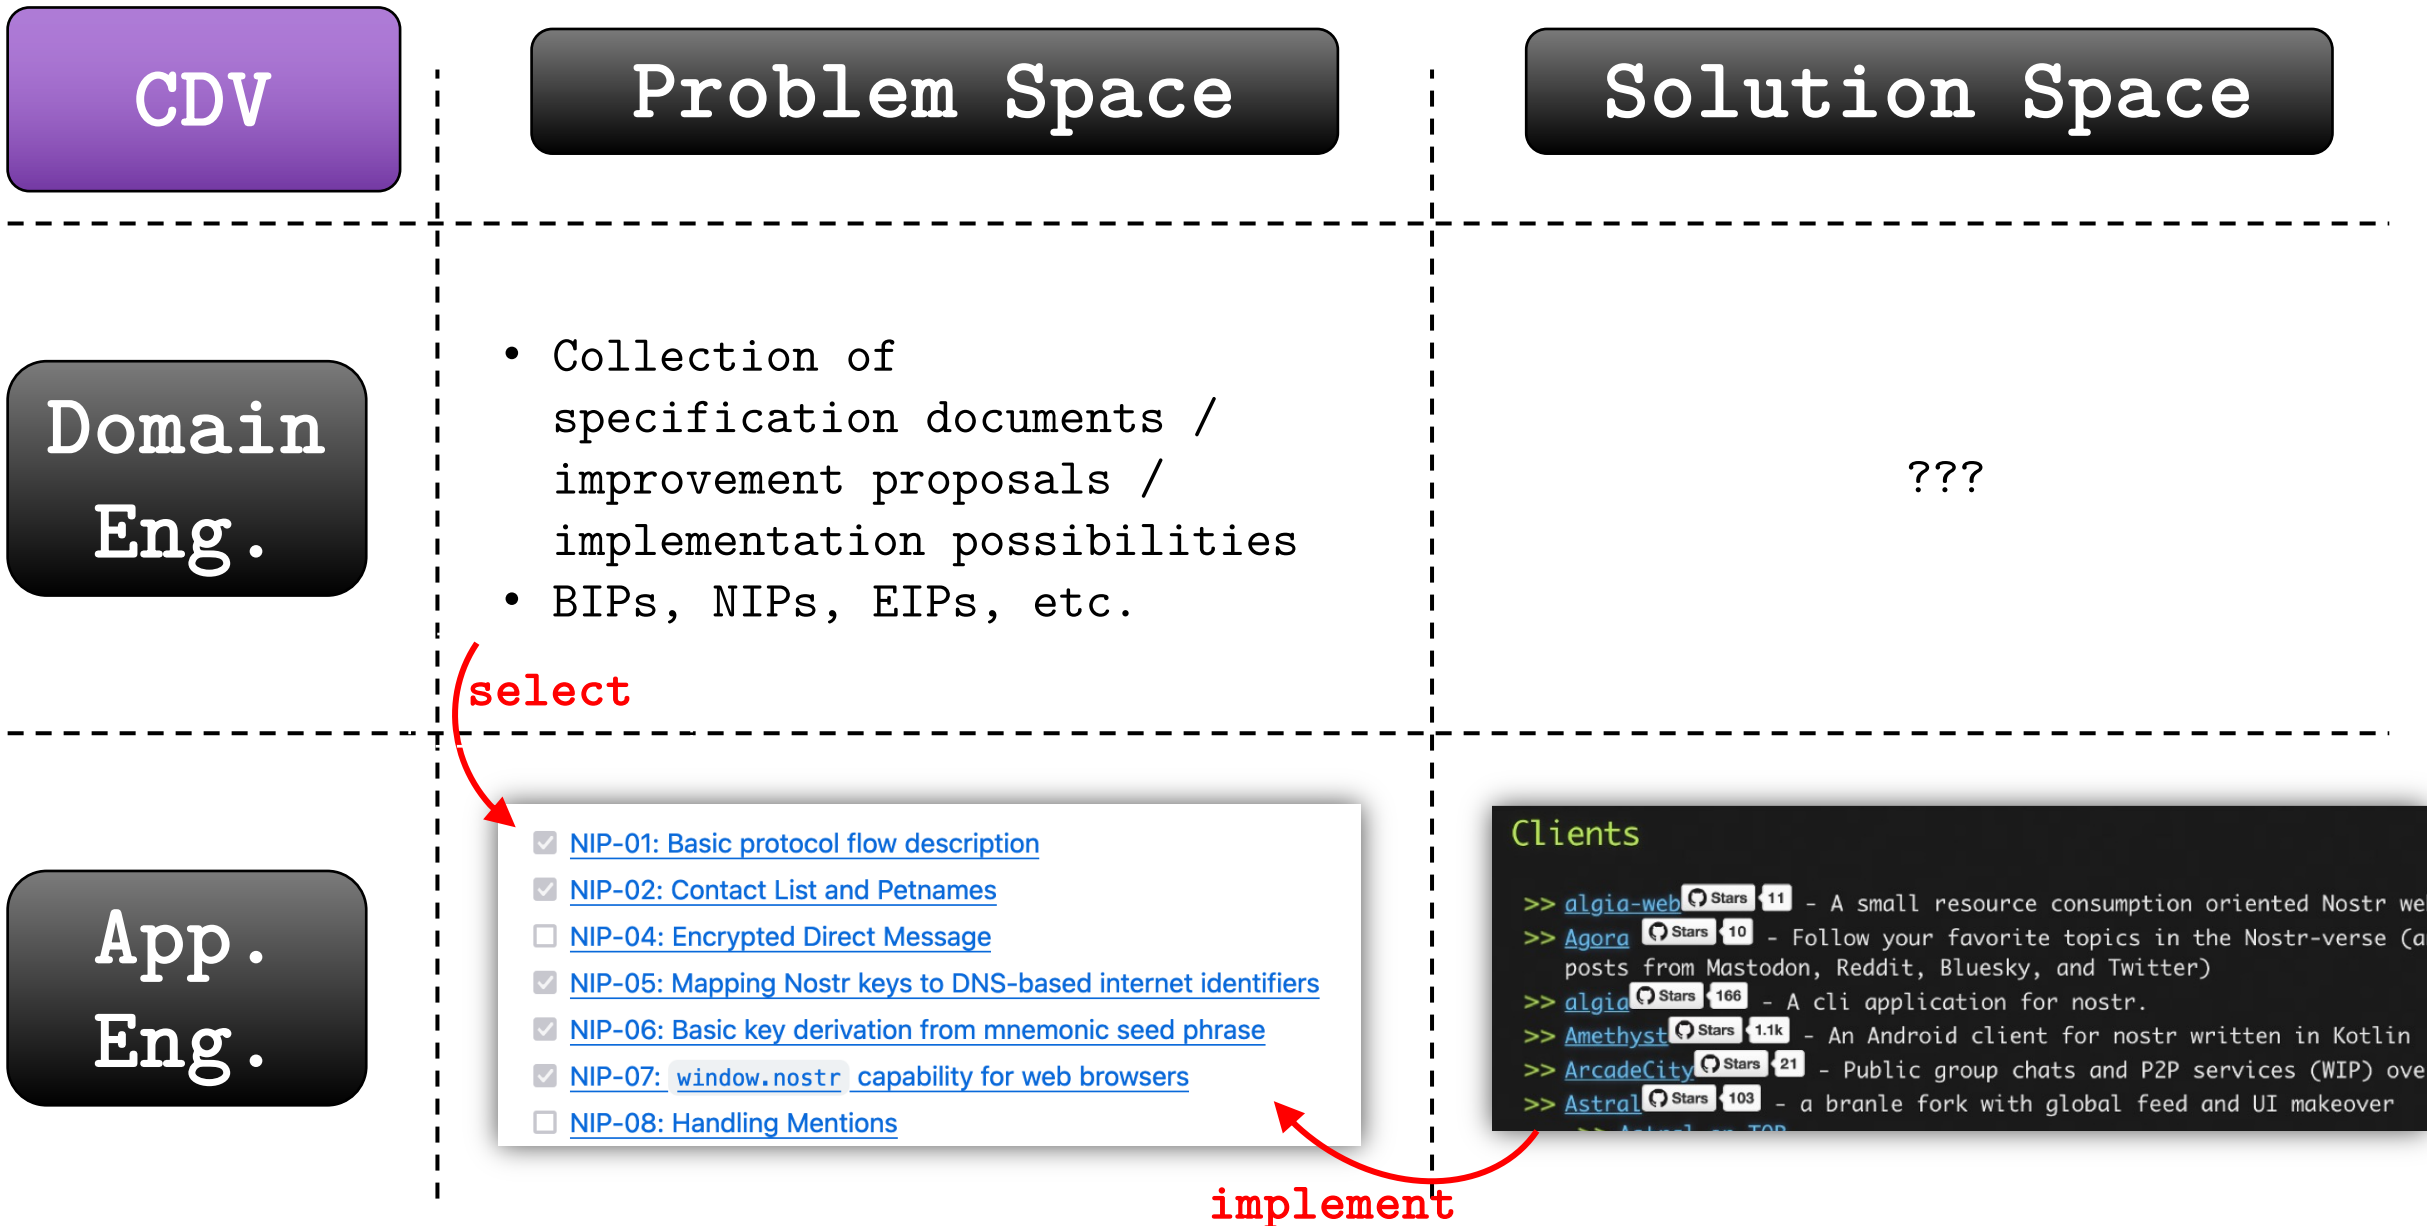 CDV
Problem Space
Solution Space
Domain
Eng.
• Collection of
specification documents /
improvement proposals /
implementation possibilities
• BIPs, NIPs, EIPs, etc.
???
select
App.
Eng.
NIP-01: Basic protocol flow description
NIP-02: Contact List and Petnames
NIP-04: Encrypted Direct Message
NIP-05: Mapping Nostr keys to DNS-based internet identifiers
NIP-06: Basic key derivation from mnemonic seed phrase
NIP-07: window.nostr capability for web browsers
NIP-08: Handling Mentions
Clients
>> algia-web Stars 11 - A small resource consumption oriented Nostr we
>> Agora Stars 10 - Follow your favorite topics in the Nostr-verse (a
posts from Mastodon, Reddit, Bluesky, and Twitter)
>> algia Stars 166 - A cli application for nostr.
>> Amethyst Stars 1.1k - An Android client for nostr written in Kotlin
>> ArcadeCity Stars 21 - Public group chats and P2P services (WIP) ove
>> Astral Stars 103 - a branle fork with global feed and UI makeover
implement